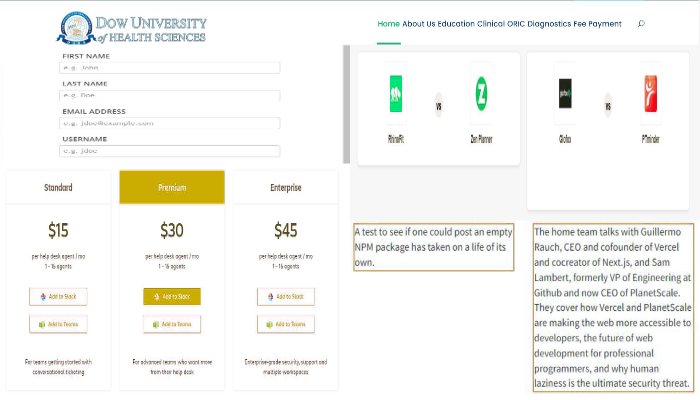 DOW UNIVERSITY
of HEALTH SCIENCES
Home About Us Education Clinical ORIC Diagnostics Fee Payment
FIRST NAME
e.g. John
LAST NAME
e.g. Doe
EMAIL ADDRESS
e.g. jdoe@example.com
USERNAME
e.g. jdoe
RhinoFit
VS
Zen Planner
glofox
Glofox
VS
PTminder
Standard
$15
per help desk agent / mo
1 - 16 agents
Add to Slack
Add to Teams
For teams getting started with
conversational ticketing
Premium
$30
per help desk agent / mo
1 - 16 agents
Add to Slack
Add to Teams
For advanced teams who want more
from their help desk
Enterprise
$45
per help desk agent / mo
1 - 16 agents
Add to Slack
Add to Teams
Enterprise-grade security, support and
multiple workspaces
A test to see if one could post an empty
NPM package has taken on a life of its
own.
The home team talks with Guillermo
Rauch, CEO and cofounder of Vercel
and cocreator of Next.js, and Sam
Lambert, formerly VP of Engineering at
Github and now CEO of PlanetScale.
They cover how Vercel and PlanetScale
are making the web more accessible to
developers, the future of web
development for professional
programmers, and why human
laziness is the ultimate security threat.